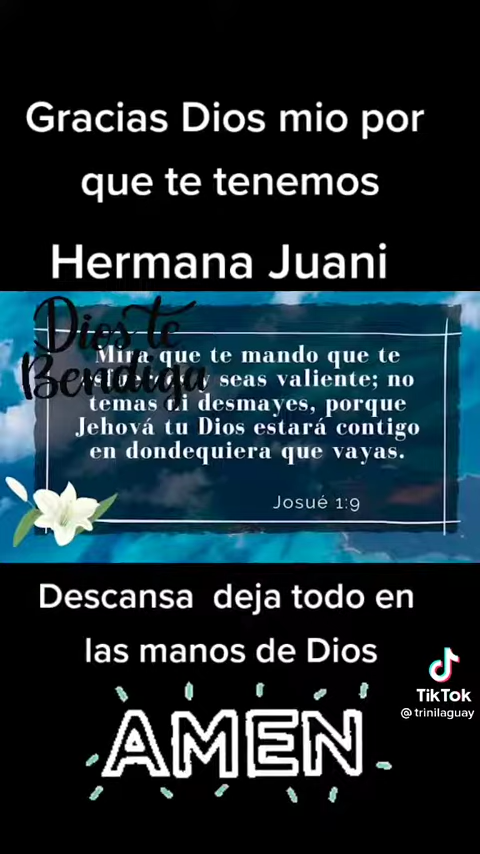 Gracias Dios mio por
que te tenemos
Hermana Juani
Dios te
Bendiga
Mira que te mando que te
y seas valiente; no
temas ni desmayes, porque
Jehová tu Dios estará contigo
en dondequiera que vayas.
Josué 1:9
Descansa deja todo en
las manos de Dios
TikTok
@trinilaguay
AMEN